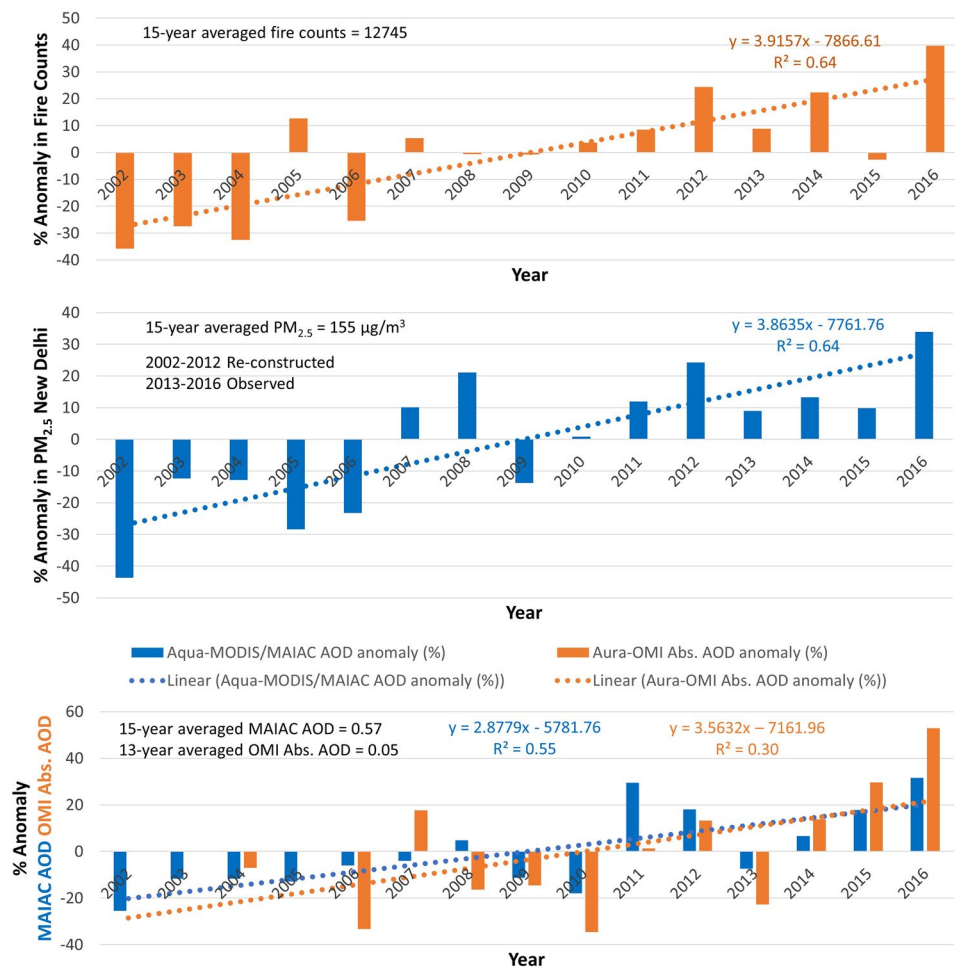 50
40
30
20
10
0
-10
-20
-30
-40
% Anomaly in Fire Counts
15-year averaged fire counts = 12745
y = 3.9157x - 7866.61
R² = 0.64
2002 2003 2004 2005 2006 2007 2008 2009 2010 2011 2012 2013 2014 2015 2016
Year
40
30
20
10
0
-10
-20
-30
-40
-50
% Anomaly in PM2.5 New Delhi
15-year averaged PM2.5 = 155 µg/m³
2002-2012 Re-constructed
2013-2016 Observed
y = 3.8635x - 7761.76
R² = 0.64
2002 2003 2004 2005 2006 2007 2008 2009 2010 2011 2012 2013 2014 2015 2016
Year
Aqua-MODIS/MAIAC AOD anomaly (%)
Aura-OMI Abs. AOD anomaly (%)
Linear (Aqua-MODIS/MAIAC AOD anomaly (%))
Linear (Aura-OMI Abs. AOD anomaly (%))
60
40
20
0
-20
-40
% Anomaly
MAIAC AOD OMI Abs. AOD
15-year averaged MAIAC AOD = 0.57
13-year averaged OMI Abs. AOD = 0.05
y = 2.8779x - 5781.76
R² = 0.55
y = 3.5632x – 7161.96
R² = 0.30
2002 2003 2004 2005 2006 2007 2008 2009 2010 2011 2012 2013 2014 2015 2016
Year